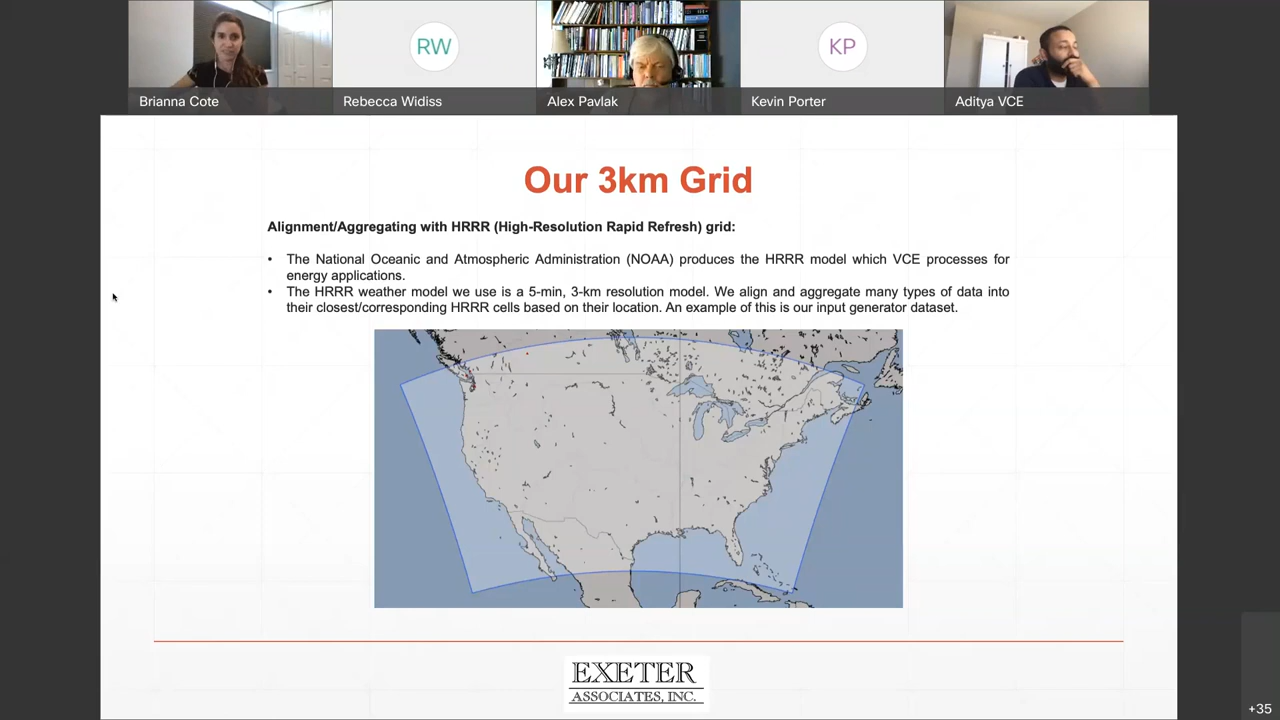 RW
KP
Brianna Cote
Rebecca Widiss
Alex Pavlak
Kevin Porter
Aditya VCE
Our 3km Grid
Alignment/Aggregating with HRRR (High-Resolution Rapid Refresh) grid:
• The National Oceanic and Atmospheric Administration (NOAA) produces the HRRR model which VCE processes for
energy applications.
• The HRRR weather model we use is a 5-min, 3-km resolution model. We align and aggregate many types of data into
their closest/corresponding HRRR cells based on their location. An example of this is our input generator dataset.
EXETER
ASSOCIATES, INC.
+35